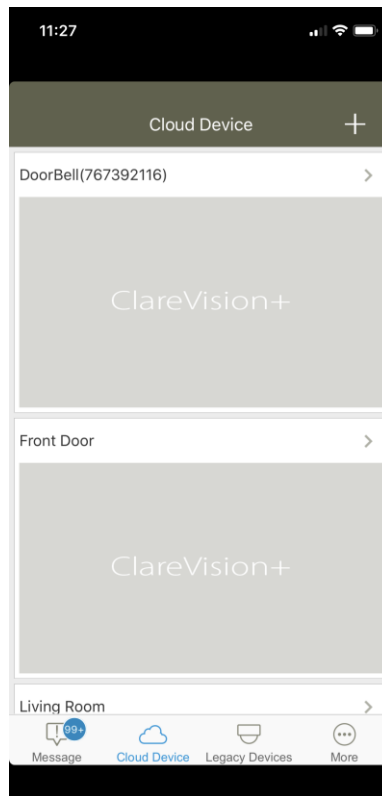 11:27
Cloud Device
DoorBell(767392116)
ClareVision+
Front Door
ClareVision+
Living Room
99+
Message
Cloud Device
Legacy Devices
More